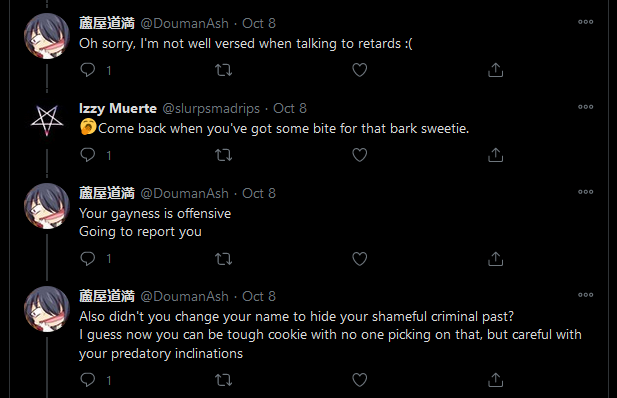 蘆屋道満 @DoumanAsh · Oct 8
Oh sorry, I'm not well versed when talking to retards :(
1
Izzy Muerte @slurpsmadrips · Oct 8
🥱Come back when you've got some bite for that bark sweetie.
1
蘆屋道満 @DoumanAsh · Oct 8
Your gayness is offensive
Going to report you
1
蘆屋道満 @DoumanAsh · Oct 8
Also didn't you change your name to hide your shameful criminal past?
I guess now you can be tough cookie with no one picking on that, but careful with
your predatory inclinations
1